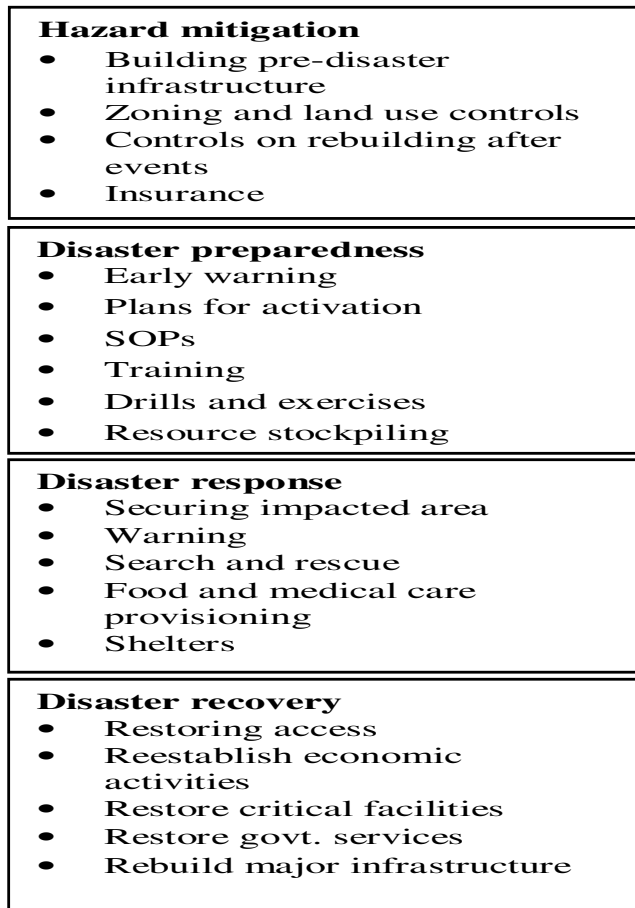 Hazard mitigation
• Building pre-disaster
infrastructure
• Zoning and land use controls
• Controls on rebuilding after
events
• Insurance
Disaster preparedness
• Early warning
• Plans for activation
• SOPs
• Training
• Drills and exercises
• Resource stockpiling
Disaster response
• Securing impacted area
• Warning
• Search and rescue
• Food and medical care
provisioning
• Shelters
Disaster recovery
• Restoring access
• Reestablish economic
activities
• Restore critical facilities
• Restore govt. services
• Rebuild major infrastructure